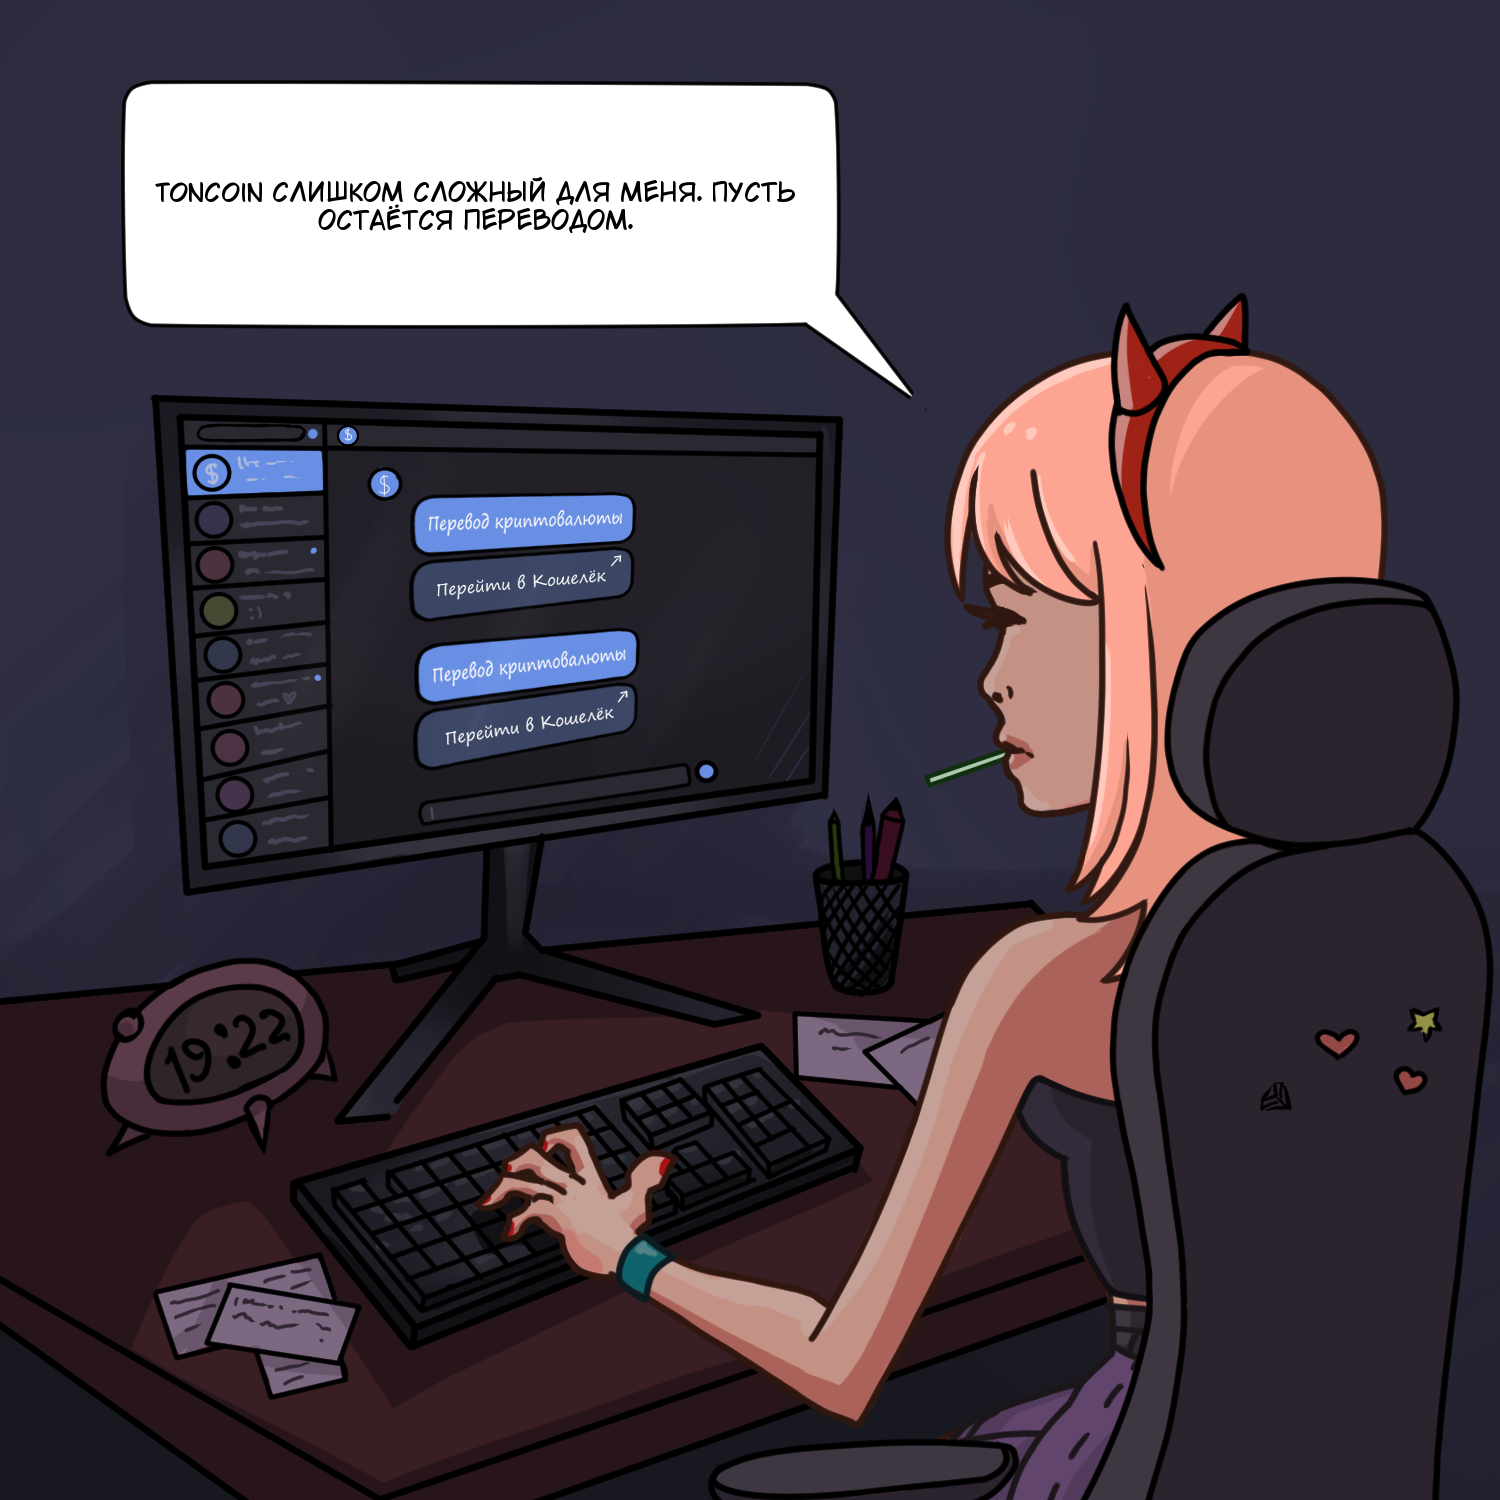 TONCOIN СЛИШКОМ СЛОЖНЫЙ ДЛЯ МЕНЯ. ПУСТЬ
ОСТАЁТСЯ ПЕРЕВОДОМ.
$
$
$
Перевод криптовалюты
Перейти в Кошелёк
:)
Перевод криптовалюты
Перейти в Кошелёк
19:22